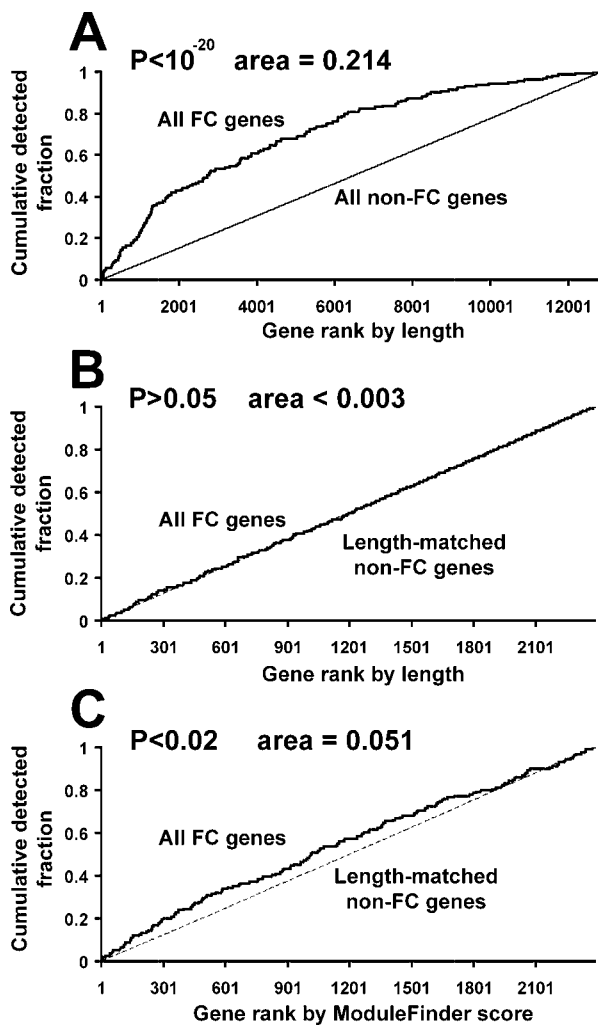 A
P<10^-20 area = 0.214
Cumulative detected
fraction
1
0.8
0.6
0.4
0.2
0
All FC genes
All non-FC genes
1 2001 4001 6001 8001 10001 12001
Gene rank by length
B
P>0.05 area < 0.003
Cumulative detected
fraction
1
0.8
0.6
0.4
0.2
0
All FC genes
Length-matched
non-FC genes
1 301 601 901 1201 1501 1801 2101
Gene rank by length
C
P<0.02 area = 0.051
Cumulative detected
fraction
1
0.8
0.6
0.4
0.2
0
All FC genes
Length-matched
non-FC genes
1 301 601 901 1201 1501 1801 2101
Gene rank by ModuleFinder score